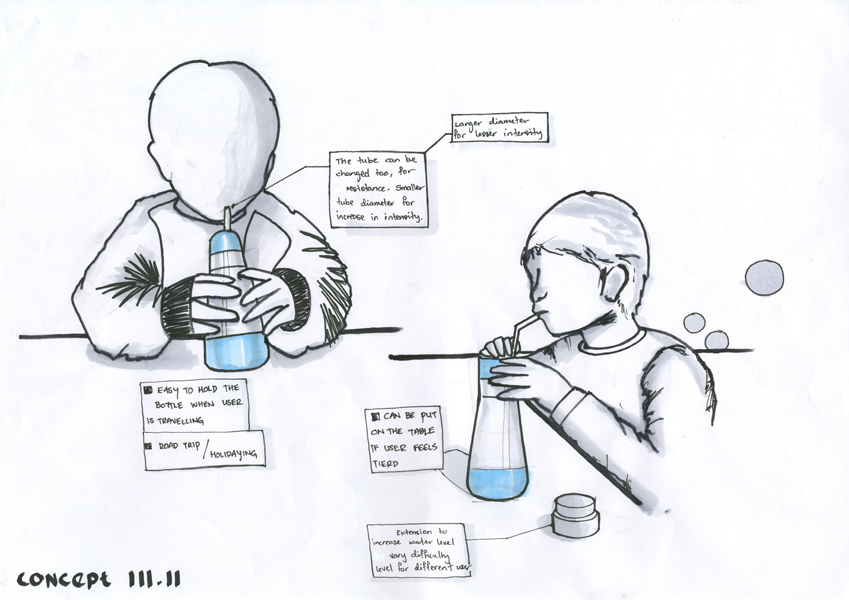 Larger diameter
for lesser intensity
The tube can be
changed too, for
resistance. Smaller
tube diameter for
increase in intensity.
EASY TO HOLD THE
BOTTLE WHEN USER
IS TRAVELLING
ROAD TRIP / HOLIDAYING
CAN BE PUT
ON THE TABLE
IF USER FEELS
TIERD
Extension to
increase water level
vary difficulty
level for different user
CONCEPT III.II